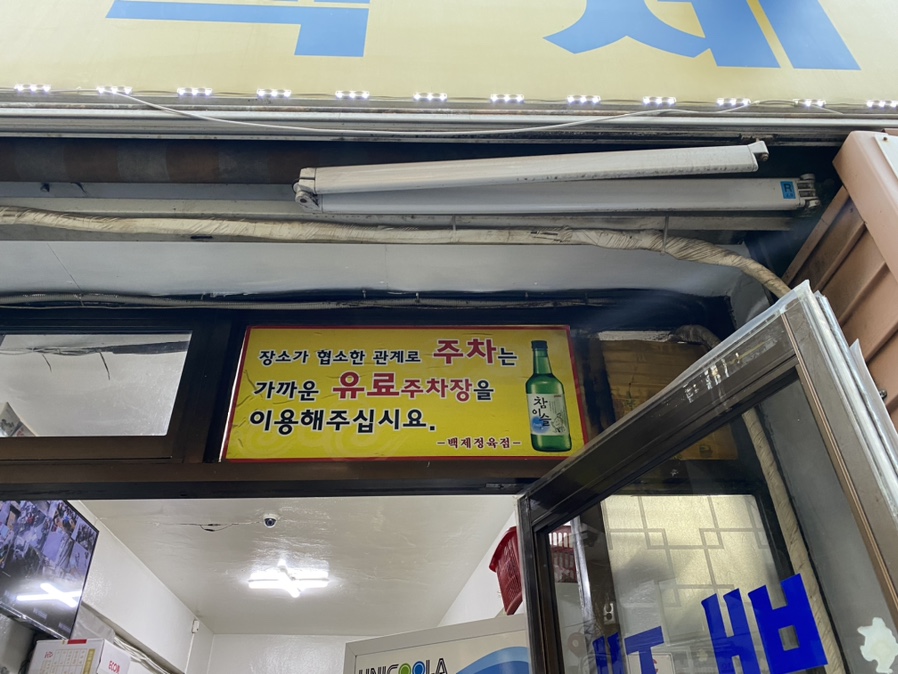 장소가 협소한 관계로 주차는
가까운 유료주차장을
이용해주십시요.
-백제정육점-
참
이슬
UNICOOLA